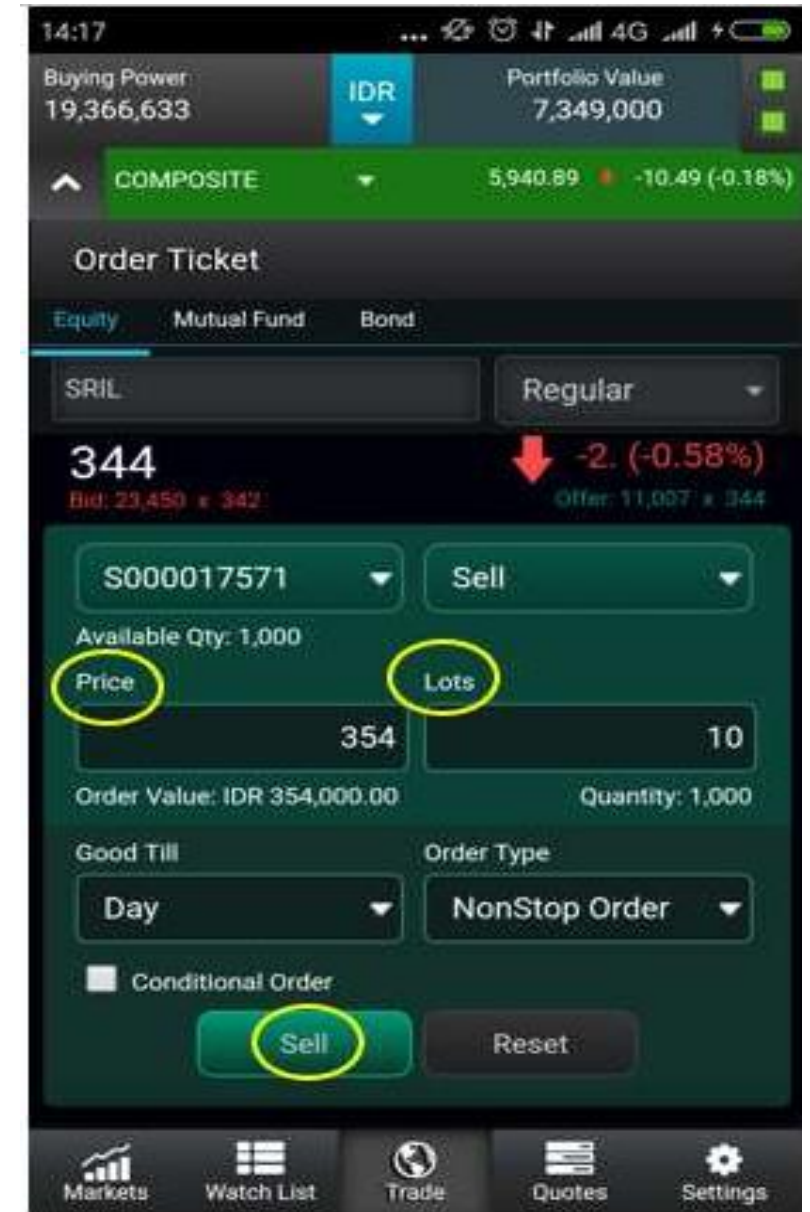 14:17 ... 4G
Buying Power
19,366,633
IDR
Portfolio Value
7,349,000
COMPOSITE 5,940.89 -10.49 (-0.18%)
Order Ticket
Equity Mutual Fund Bond
SRIL Regular
344 -2. (-0.58%)
Bid: 23,450 x 342 Offer: 11,007 x 344
S000017571 Sell
Available Qty: 1,000
Price Lots
354 10
Order Value: IDR 354,000.00 Quantity: 1,000
Good Till Order Type
Day NonStop Order
Conditional Order
Sell Reset
Markets Watch List Trade Quotes Settings